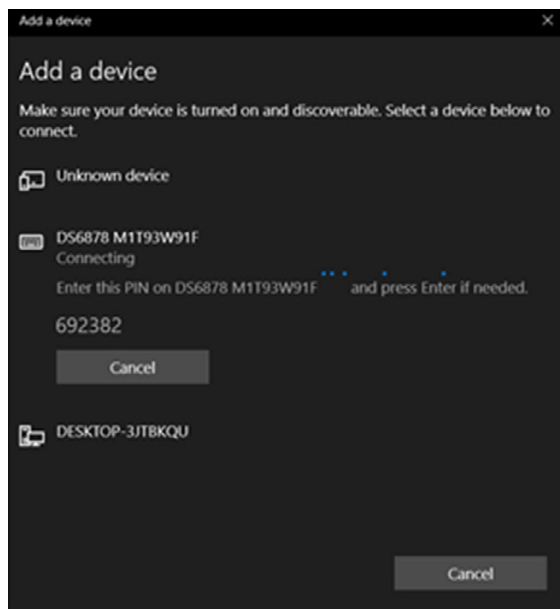 Add a device
Add a device
Make sure your device is turned on and discoverable. Select a device below to
connect.
Unknown device
DS6878 M1T93W91F
Connecting
Enter this PIN on DS6878 M1T93W91F and press Enter if needed.
692382
Cancel
DESKTOP-3JTBKQU
Cancel